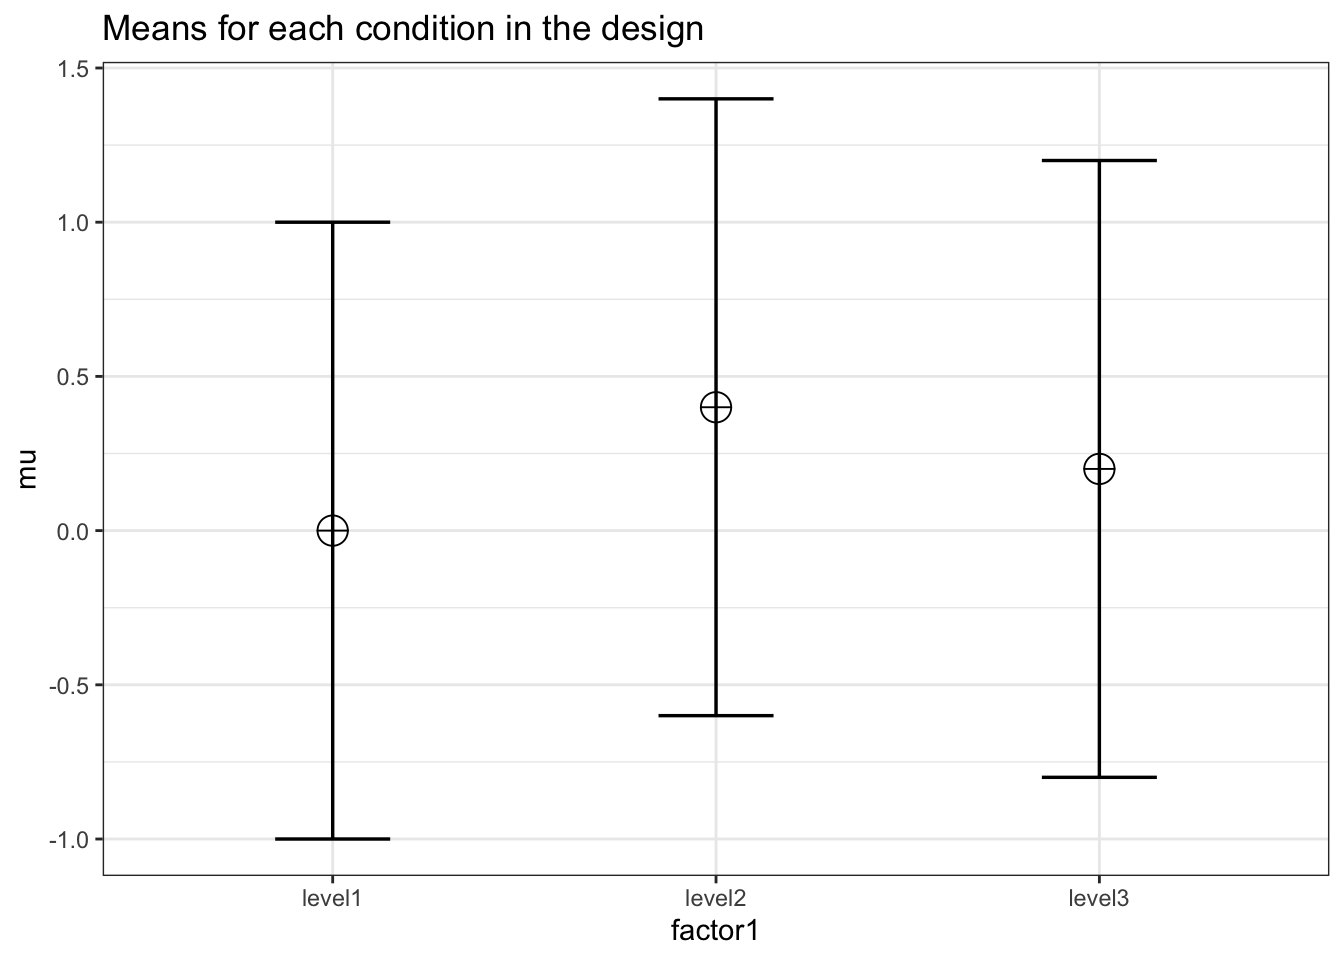 Means for each condition in the design
1.5
1.0
0.5
0.0
-0.5
-1.0
mu
level1
level2
level3
factor1